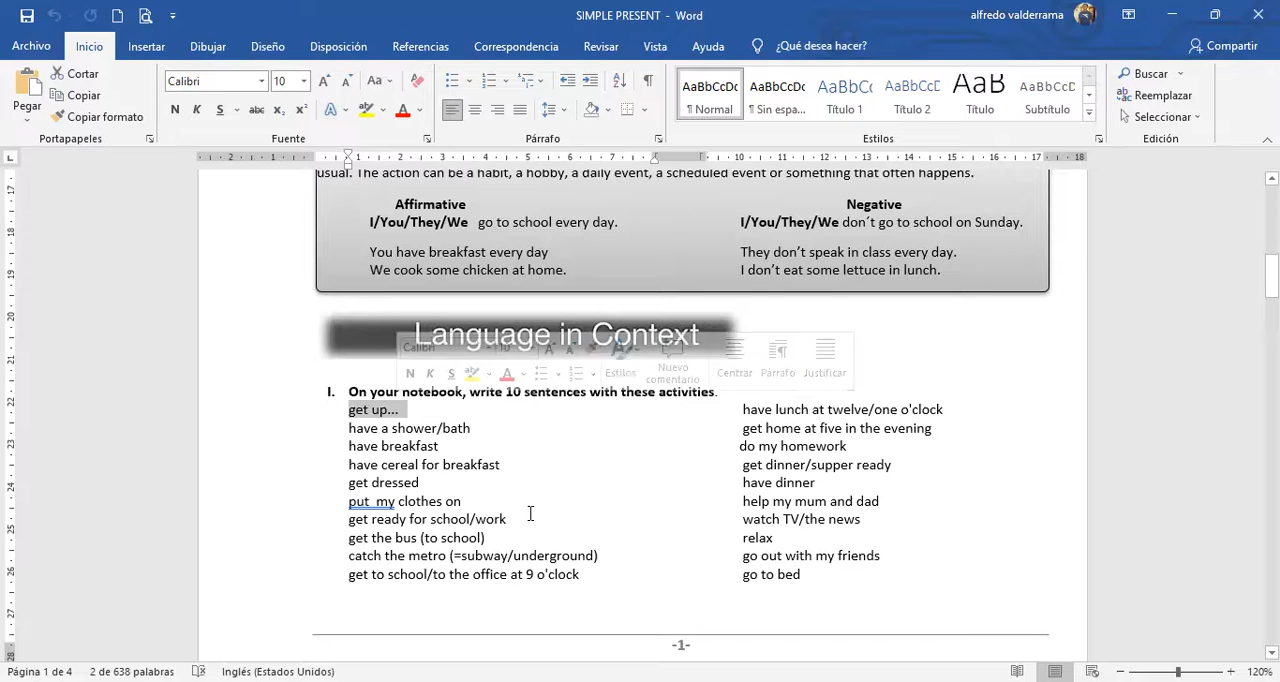 SIMPLE PRESENT - Word
alfredo valderrama
Archivo Inicio Insertar Dibujar Diseño Disposición Referencias Correspondencia Revisar Vista Ayuda ¿Qué desea hacer? Compartir
Pegar
Cortar
Copiar
Copiar formato
Portapapeles
Calibri 10
Fuente
Párrafo
AaBbCcDc AaBbCcDc AaBbCc AaBbCcD AaB AaBbCcD
¶ Normal ¶ Sin espa... Título 1 Título 2 Título Subtítulo
Estilos
Buscar
Reemplazar
Seleccionar
Edición
usual. The action can be a habit, a hobby, a daily event, a scheduled event or something that often happens.
Affirmative Negative
I/You/They/We go to school every day. I/You/They/We don´t go to school on Sunday.
You have breakfast every day They don't speak in class every day.
We cook some chicken at home. I don't eat some lettuce in lunch.
Language in Context
Calibri
N K S Estilos Nuevo comentario Centrar Párrafo Justificar
I. On your notebook, write 10 sentences with these activities.
get up... have lunch at twelve/one o'clock
have a shower/bath get home at five in the evening
have breakfast do my homework
have cereal for breakfast get dinner/supper ready
get dressed have dinner
put my clothes on help my mum and dad
get ready for school/work watch TV/the news
get the bus (to school) relax
catch the metro (=subway/underground) go out with my friends
get to school/to the office at 9 o'clock go to bed
-1-
Página 1 de 4 2 de 638 palabras Inglés (Estados Unidos) 120%